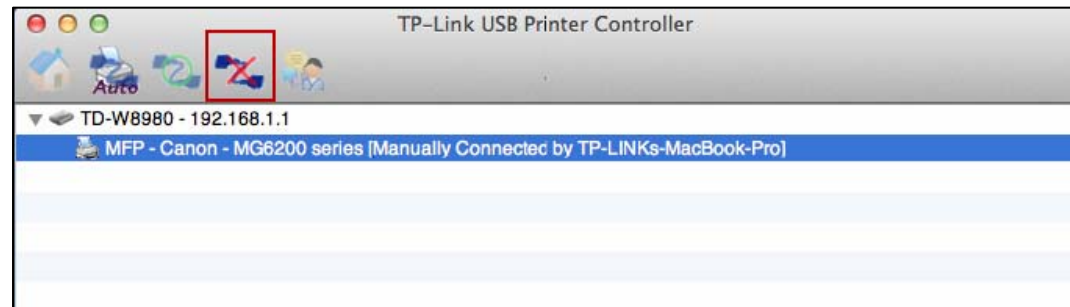 TP-Link USB Printer Controller
Auto
TD-W8980 - 192.168.1.1
MFP - Canon - MG6200 series [Manually Connected by TP-LINKs-MacBook-Pro]